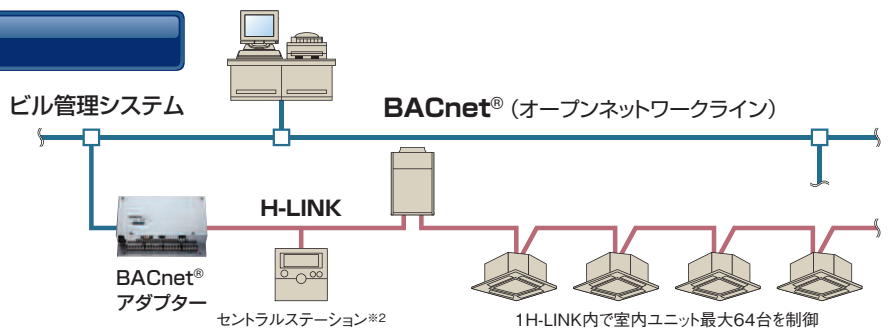 ビル管理システム
BACnet®（オープンネットワークライン）
H-LINK
BACnet®
アダプター
セントラルステーション※2
1H-LINK内で室内ユニット最大64台を制御